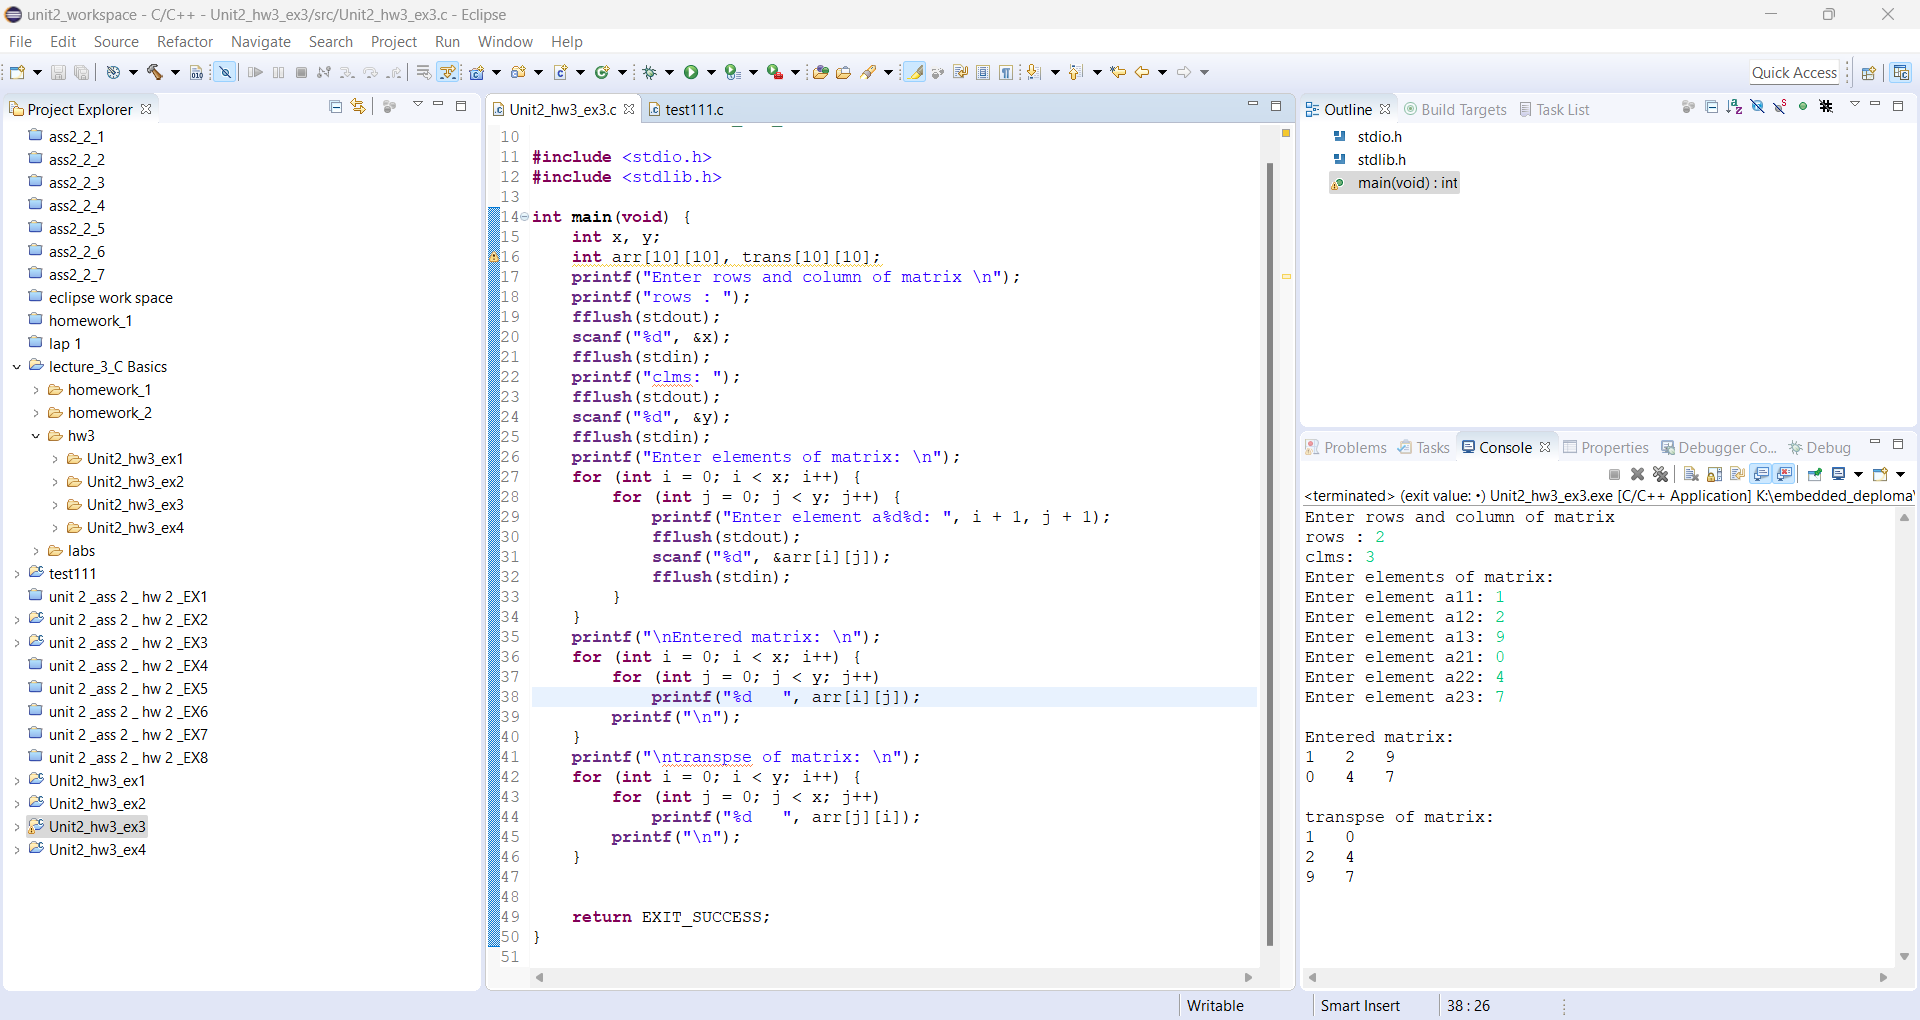 unit2_workspace - C/C++ - Unit2_hw3_ex3/src/Unit2_hw3_ex3.c - Eclipse
File Edit Source Refactor Navigate Search Project Run Window Help
Quick Access
Project Explorer
ass2_2_1
ass2_2_2
ass2_2_3
ass2_2_4
ass2_2_5
ass2_2_6
ass2_2_7
eclipse work space
homework_1
lap 1
lecture_3_C Basics
homework_1
homework_2
hw3
Unit2_hw3_ex1
Unit2_hw3_ex2
Unit2_hw3_ex3
Unit2_hw3_ex4
labs
test111
unit 2 _ass 2 _ hw 2 _EX1
unit 2 _ass 2 _ hw 2 _EX2
unit 2 _ass 2 _ hw 2 _EX3
unit 2 _ass 2 _ hw 2 _EX4
unit 2 _ass 2 _ hw 2 _EX5
unit 2 _ass 2 _ hw 2 _EX6
unit 2 _ass 2 _ hw 2 _EX7
unit 2 _ass 2 _ hw 2 _EX8
Unit2_hw3_ex1
Unit2_hw3_ex2
Unit2_hw3_ex3
Unit2_hw3_ex4
Unit2_hw3_ex3.c test111.c
10
11 #include <stdio.h>
12 #include <stdlib.h>
13
14 int main(void) {
15 int x, y;
16 int arr[10][10], trans[10][10];
17 printf("Enter rows and column of matrix \n");
18 printf("rows : ");
19 fflush(stdout);
20 scanf("%d", &x);
21 fflush(stdin);
22 printf("clms: ");
23 fflush(stdout);
24 scanf("%d", &y);
25 fflush(stdin);
26 printf("Enter elements of matrix: \n");
27 for (int i = 0; i < x; i++) {
28 for (int j = 0; j < y; j++) {
29 printf("Enter element a%d%d: ", i + 1, j + 1);
30 fflush(stdout);
31 scanf("%d", &arr[i][j]);
32 fflush(stdin);
33 }
34 }
35 printf("\nEntered matrix: \n");
36 for (int i = 0; i < x; i++) {
37 for (int j = 0; j < y; j++)
38 printf("%d   ", arr[i][j]);
39 printf("\n");
40 }
41 printf("\ntranspse of matrix: \n");
42 for (int i = 0; i < y; i++) {
43 for (int j = 0; j < x; j++)
44 printf("%d   ", arr[j][i]);
45 printf("\n");
46 }
47
48
49 return EXIT_SUCCESS;
50 }
51
Outline Build Targets Task List
stdio.h
stdlib.h
main(void) : int
Problems Tasks Console Properties Debugger Co... Debug
<terminated> (exit value: •) Unit2_hw3_ex3.exe [C/C++ Application] K:\embedded_deploma\
Enter rows and column of matrix
rows : 2
clms: 3
Enter elements of matrix:
Enter element a11: 1
Enter element a12: 2
Enter element a13: 9
Enter element a21: 0
Enter element a22: 4
Enter element a23: 7
Entered matrix:
1 2 9
0 4 7
transpse of matrix:
1 0
2 4
9 7
Writable Smart Insert 38 : 26